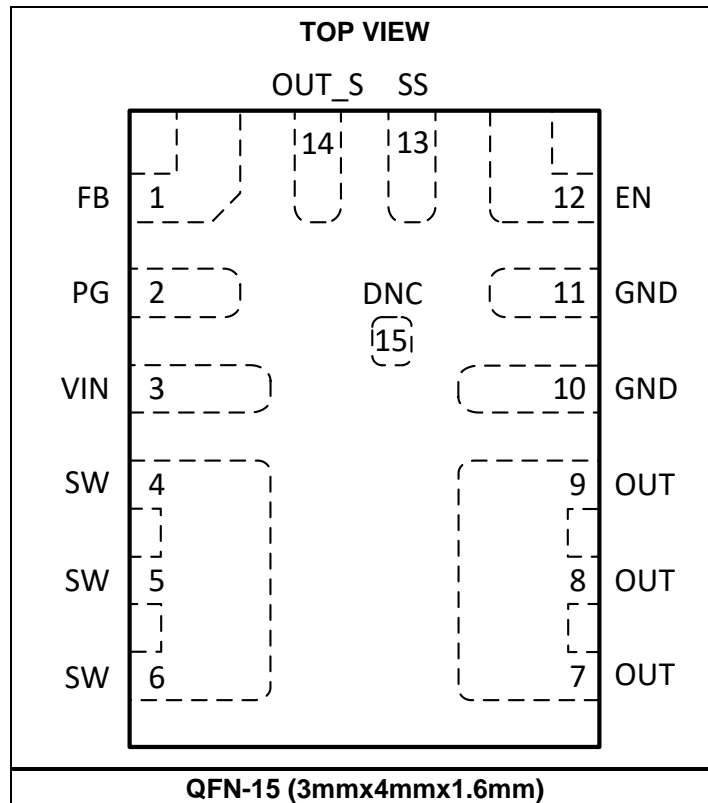 TOP VIEW
OUT_S SS
14 13
FB 1 12 EN
PG 2 DNC 11 GND
15
VIN 3 10 GND
SW 4 9 OUT
SW 5 8 OUT
SW 6 7 OUT
QFN-15 (3mmx4mmx1.6mm)